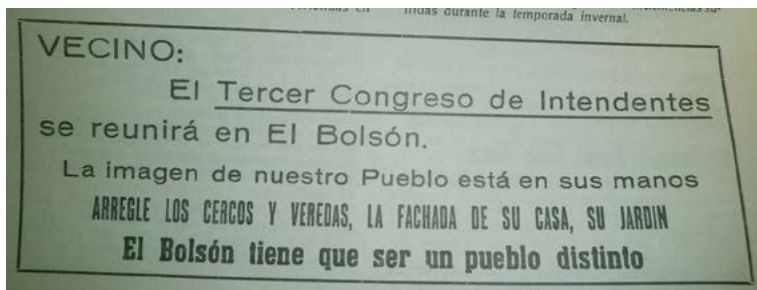 durante la temporada invernal.
VECINO:
El Tercer Congreso de Intendentes
se reunirá en El Bolsón.
La imagen de nuestro Pueblo está en sus manos
ARREGLE LOS CERCOS Y VEREDAS, LA FACHADA DE SU CASA, SU JARDIN
El Bolsón tiene que ser un pueblo distinto